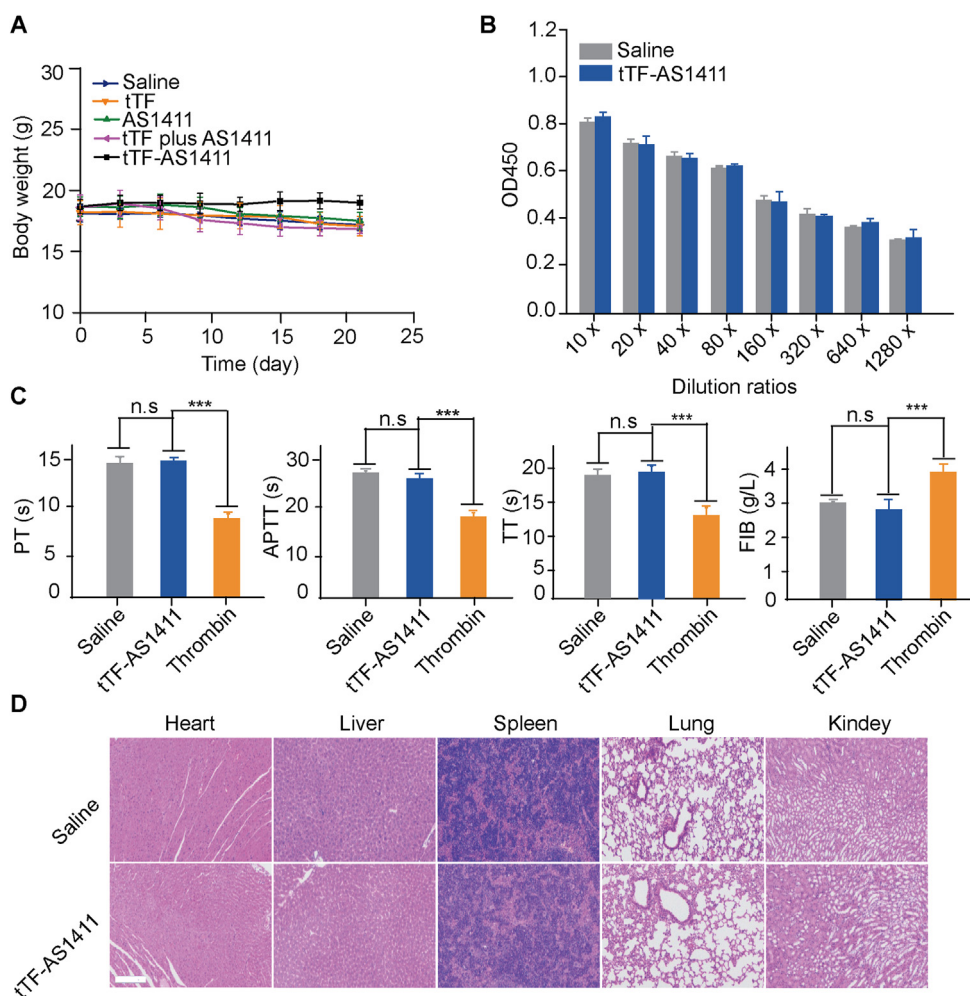 A
Body weight (g)
30
25
20
15
10
Saline
tTF
AS1411
tTF plus AS1411
tTF-AS1411
0 5 10 15 20 25
Time (day)
B
OD450
1.2
1.0
0.8
0.6
0.4
0.2
0.0
Saline
tTF-AS1411
10 x 20 x 40 x 80 x 160 x 320 x 640 x 1280 x
Dilution ratios
C
PT (s)
15
10
5
0
n.s ***
Saline tTF-AS1411 Thrombin
APTT (s)
30
20
10
0
n.s ***
Saline tTF-AS1411 Thrombin
TT (s)
20
15
10
5
0
n.s ***
Saline tTF-AS1411 Thrombin
FIB (g/L)
4
3
2
1
0
n.s ***
Saline tTF-AS1411 Thrombin
D
Heart Liver Spleen Lung Kindey
Saline
tTF-AS1411